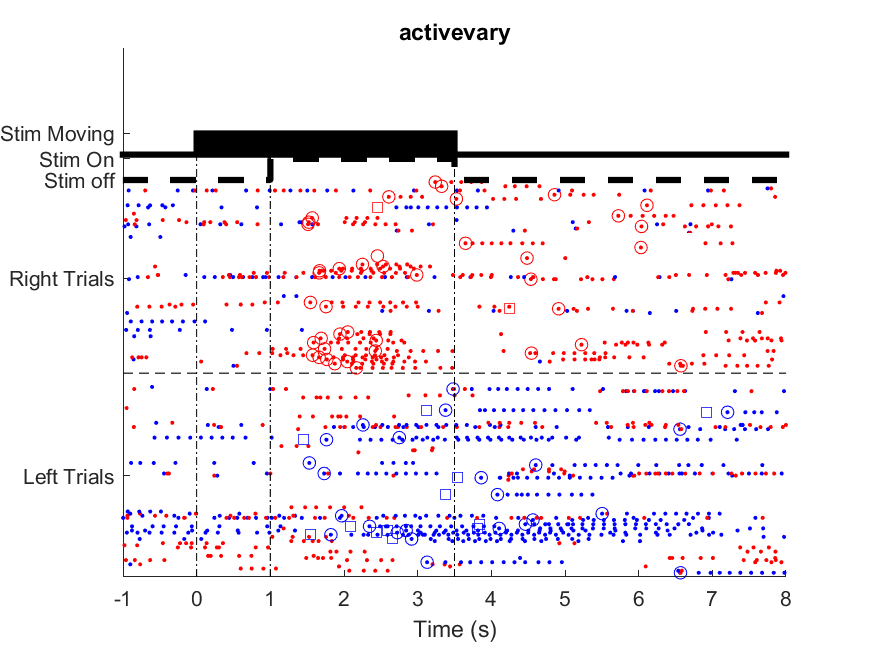 activevary
Stim Moving
Stim On
Stim off
Right Trials
Left Trials
-1 0 1 2 3 4 5 6 7 8
Time (s)